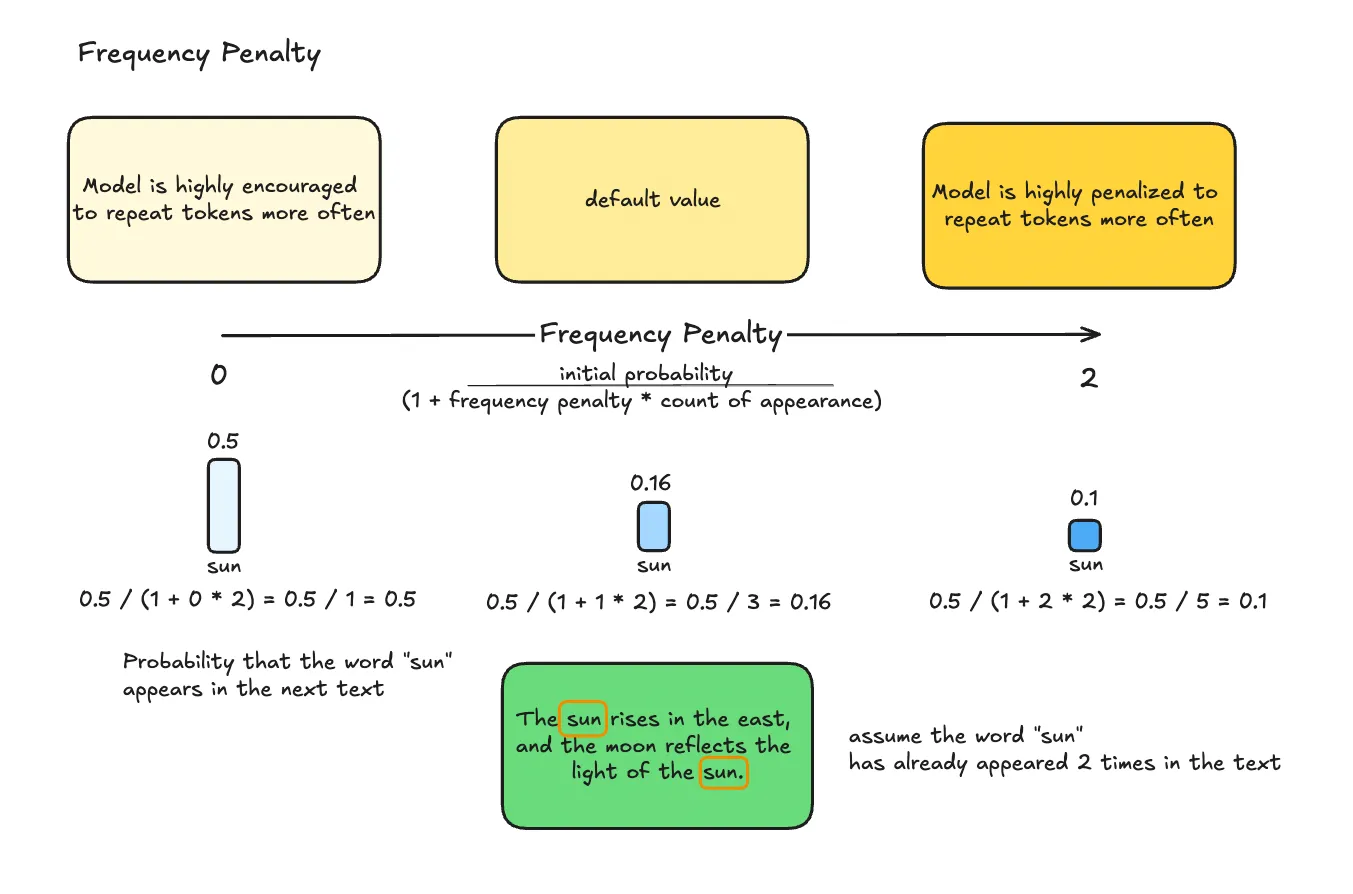 Frequency Penalty
Model is highly encouraged
to repeat tokens more often
default value
Model is highly penalized to
repeat tokens more often
Frequency Penalty
0
initial probability
(1 + frequency penalty * count of appearance)
2
0.5
sun
0.5 / (1 + 0 * 2) = 0.5 / 1 = 0.5
0.16
sun
0.5 / (1 + 1 * 2) = 0.5 / 3 = 0.16
0.1
sun
0.5 / (1 + 2 * 2) = 0.5 / 5 = 0.1
Probability that the word "sun"
appears in the next text
The sun rises in the east,
and the moon reflects the
light of the sun.
assume the word "sun"
has already appeared 2 times in the text